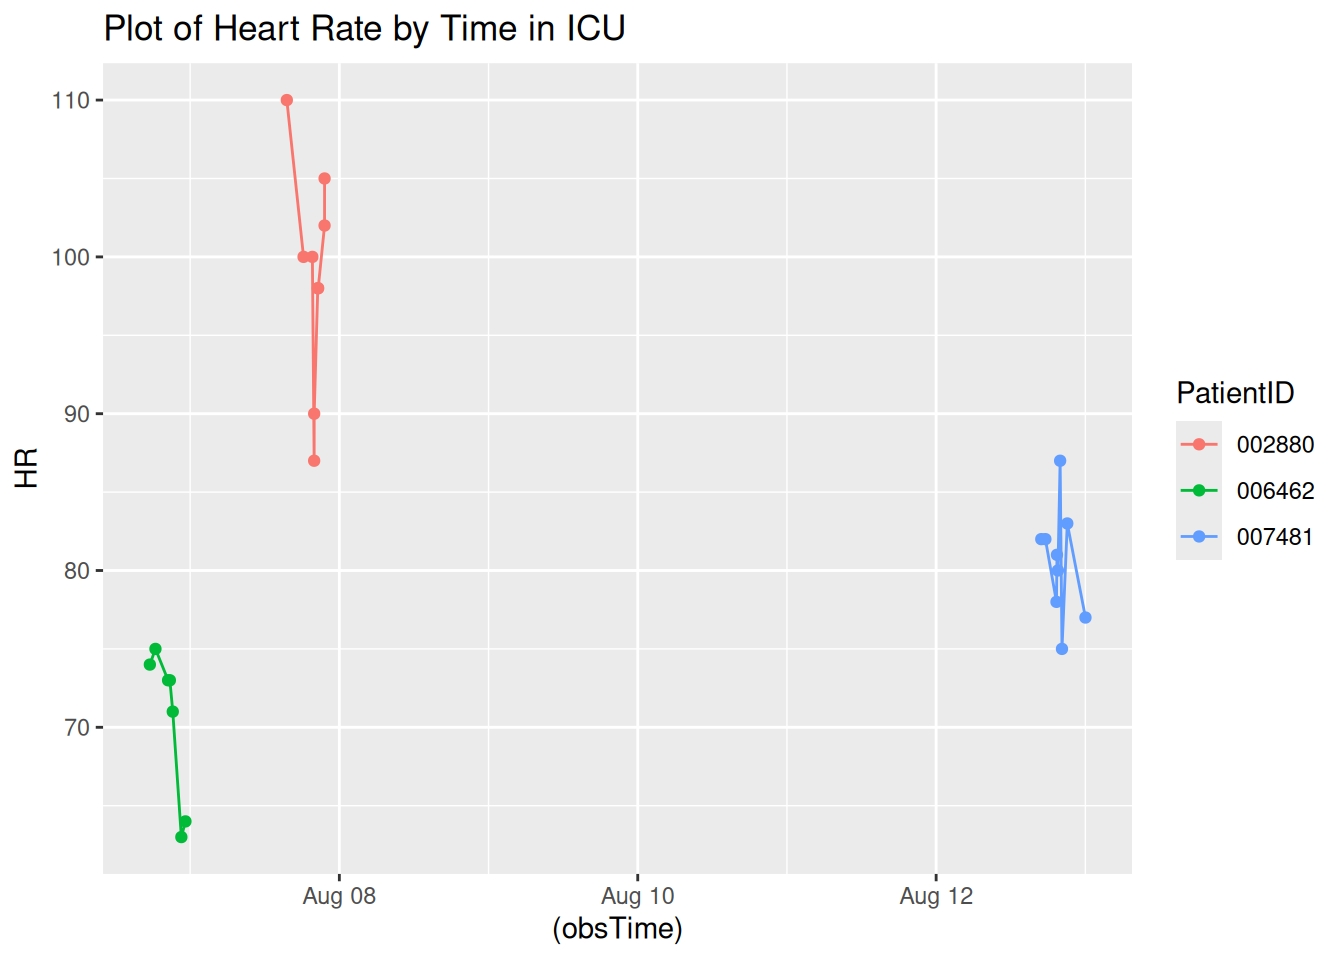 Plot of Heart Rate by Time in ICU
110
100
90
80
70
HR
Aug 08
Aug 10
Aug 12
(obsTime)
PatientID
002880
006462
007481